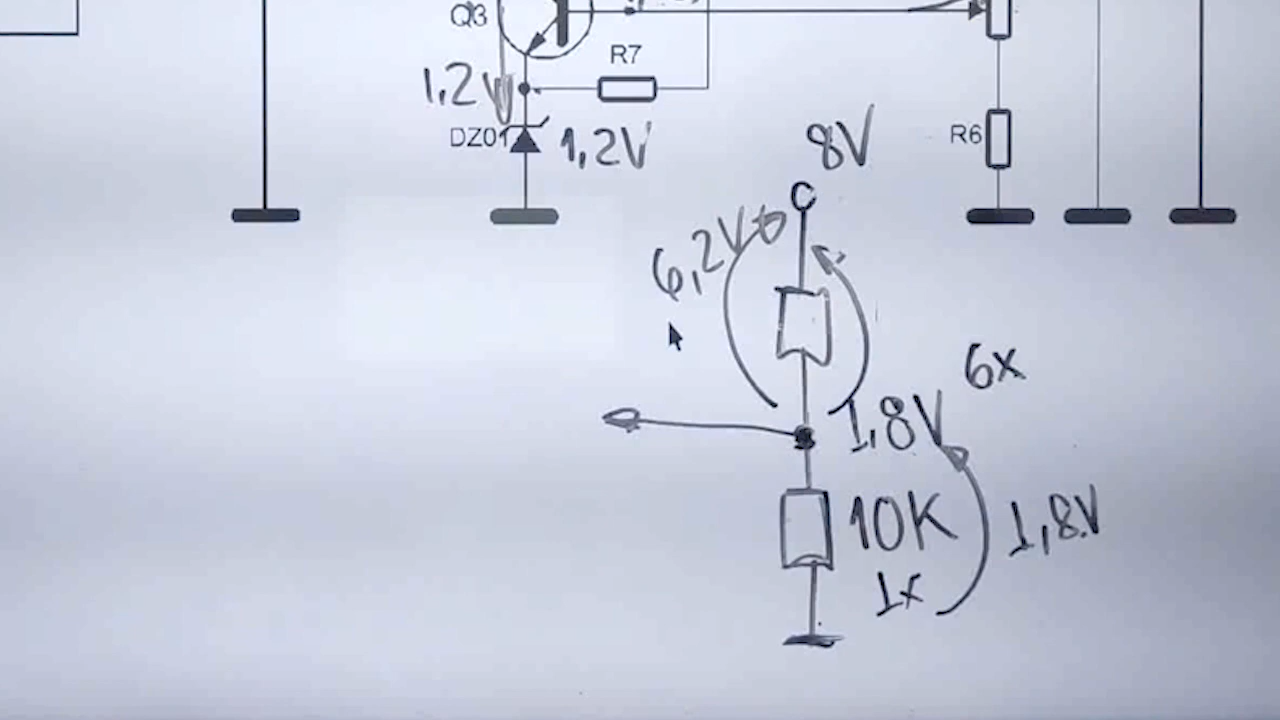 Q3
R7
1,2V
DZ01
1,2V
8V
R6
6,2V
6x
1,8V
10K
1,8V
1x